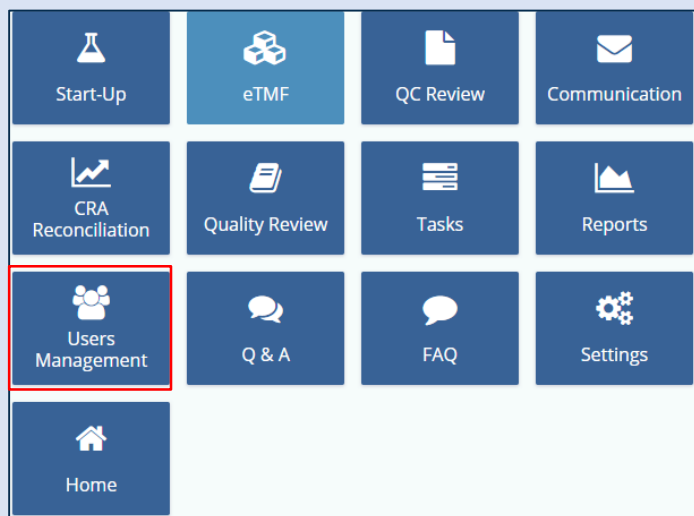 Start-Up
eTMF
QC Review
Communication
CRA
Reconciliation
Quality Review
Tasks
Reports
Users
Management
Q & A
FAQ
Settings
Home